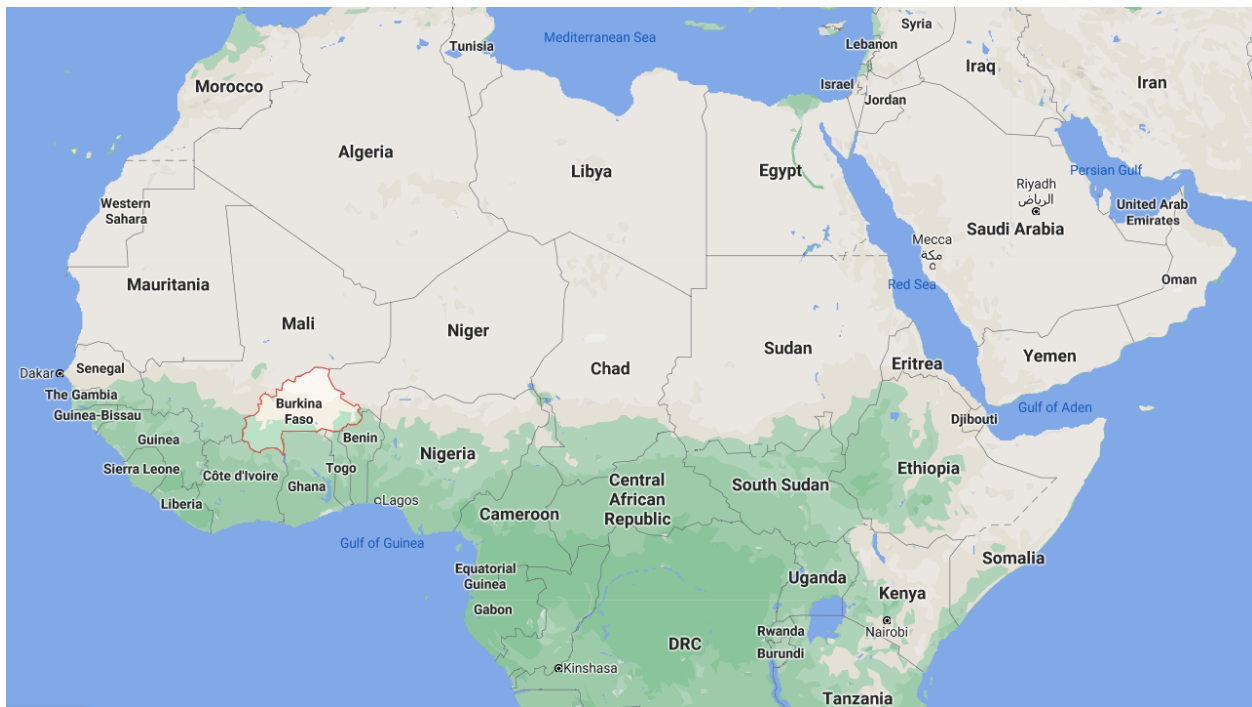 Mediterranean Sea
Syria
Tunisia
Lebanon
Iraq
Iran
Morocco
Israel
Jordan
Algeria
Libya
Egypt
Persian Gulf
Riyadh
الرياض
Western
Sahara
United Arab
Emirates
Saudi Arabia
Mecca
مكة
Mauritania
Red Sea
Oman
Mali
Niger
Chad
Sudan
Eritrea
Yemen
Dakar
Senegal
The Gambia
Guinea-Bissau
Burkina
Faso
Gulf of Aden
Djibouti
Guinea
Benin
Nigeria
Sierra Leone
Côte d'Ivoire
Togo
Ghana
Ethiopia
Central
African
Republic
South Sudan
Liberia
Lagos
Cameroon
Gulf of Guinea
Somalia
Equatorial
Guinea
Uganda
Kenya
Gabon
Rwanda
Nairobi
Burundi
DRC
Kinshasa
Tanzania